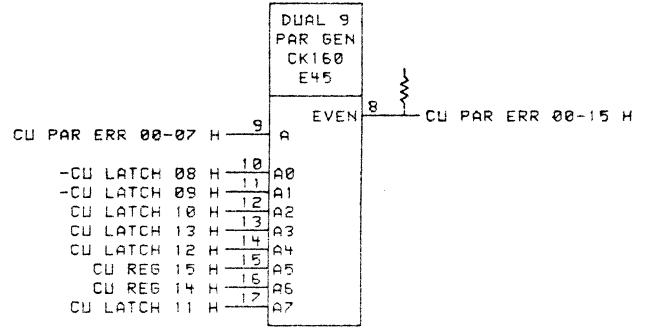 DUAL 9
PAR GEN
CK160
E45
EVEN 8 CU PAR ERR 00-15 H
CU PAR ERR 00-07 H 9 A
-CU LATCH 08 H 10 A0
-CU LATCH 09 H 11 A1
CU LATCH 10 H 12 A2
CU LATCH 13 H 13 A3
CU LATCH 12 H 14 A4
CU REG 15 H 15 A5
CU REG 14 H 16 A6
CU LATCH 11 H 17 A7